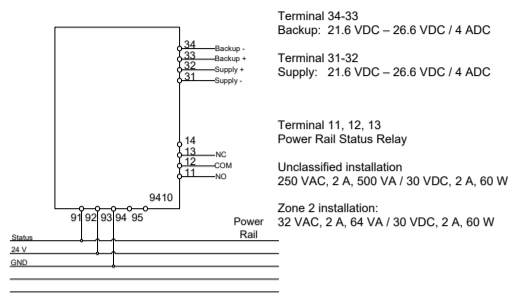 34 Backup -
33 Backup +
32 Supply +
31 Supply -
14
13 NC
12 COM
11 NO
9410
91 92 93 94 95
Power
Rail
Status
24 V
GND
Terminal 34-33
Backup: 21.6 VDC – 26.6 VDC / 4 ADC
Terminal 31-32
Supply: 21.6 VDC – 26.6 VDC / 4 ADC
Terminal 11, 12, 13
Power Rail Status Relay
Unclassified installation
250 VAC, 2 A, 500 VA / 30 VDC, 2 A, 60 W
Zone 2 installation:
32 VAC, 2 A, 64 VA / 30 VDC, 2 A, 60 W